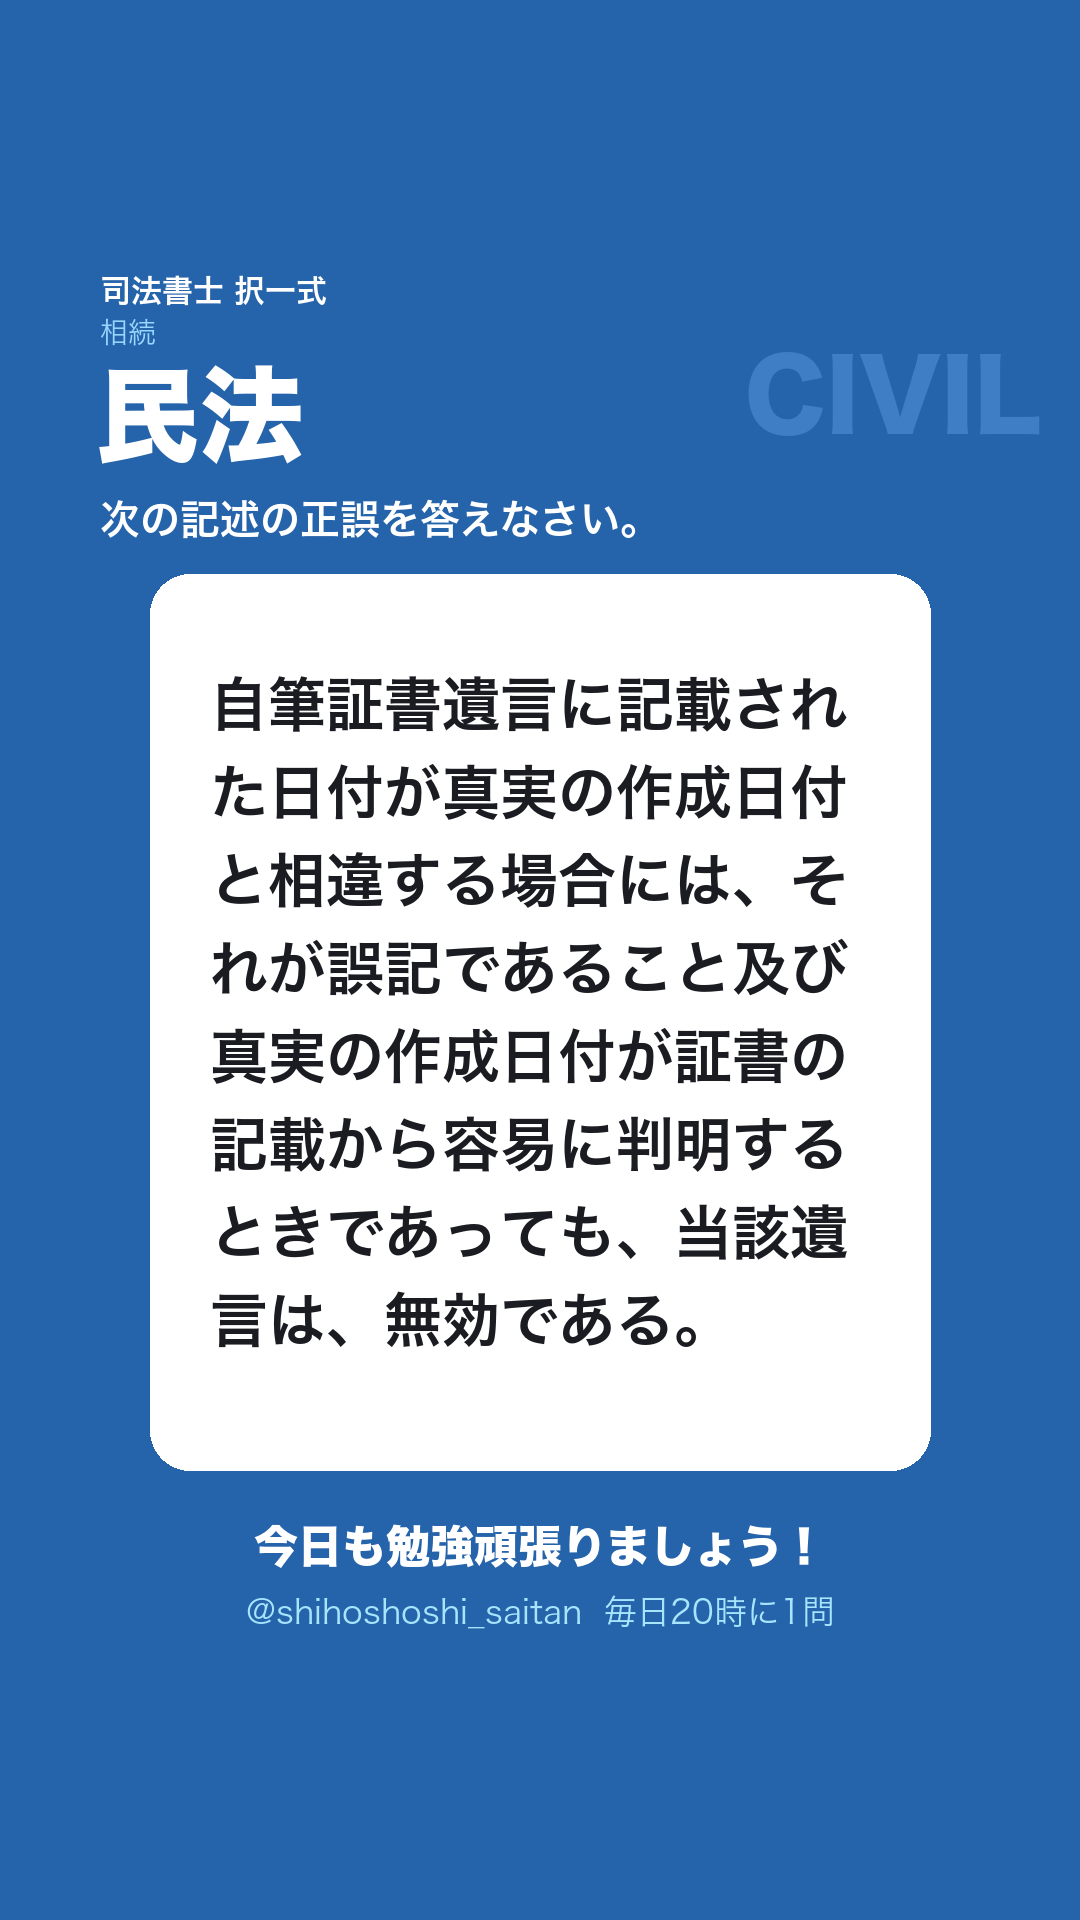 司法書士 択一式
相続
民法
CIVIL
次の記述の正誤を答えなさい。
自筆証書遺言に記載され
た日付が真実の作成日付
と相違する場合には、そ
れが誤記であること及び
真実の作成日付が証書の
記載から容易に判明する
ときであっても、当該遺
言は、無効である。
今日も勉強頑張りましょう！
@shihoshoshi_saitan 毎日20時に1問